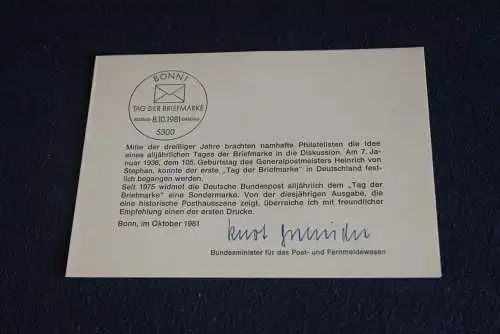 BONN 1
TAG DER BRIEFMARKE
8.10.1981
5300
Mitte der dreißiger Jahre brachten namhafte Philatelisten die Idee
eines alljährlichen Tages der Briefmarke in die Diskussion. Am 7. Ja-
nuar 1936, dem 105. Geburtstag des Generalpostmeisters Heinrich von
Stephan, konnte der erste „Tag der Briefmarke" in Deutschland fest-
lich begangen werden.
Seit 1975 widmet die Deutsche Bundespost alljährlich dem „Tag der
Briefmarke" eine Sondermarke. Von der diesjährigen Ausgabe, die
eine historische Posthausszene zeigt, überreiche ich mit freundlicher
Empfehlung einen der ersten Drucke.
Bonn, im Oktober 1981
Bundesminister für das Post- und Fernmeldewesen